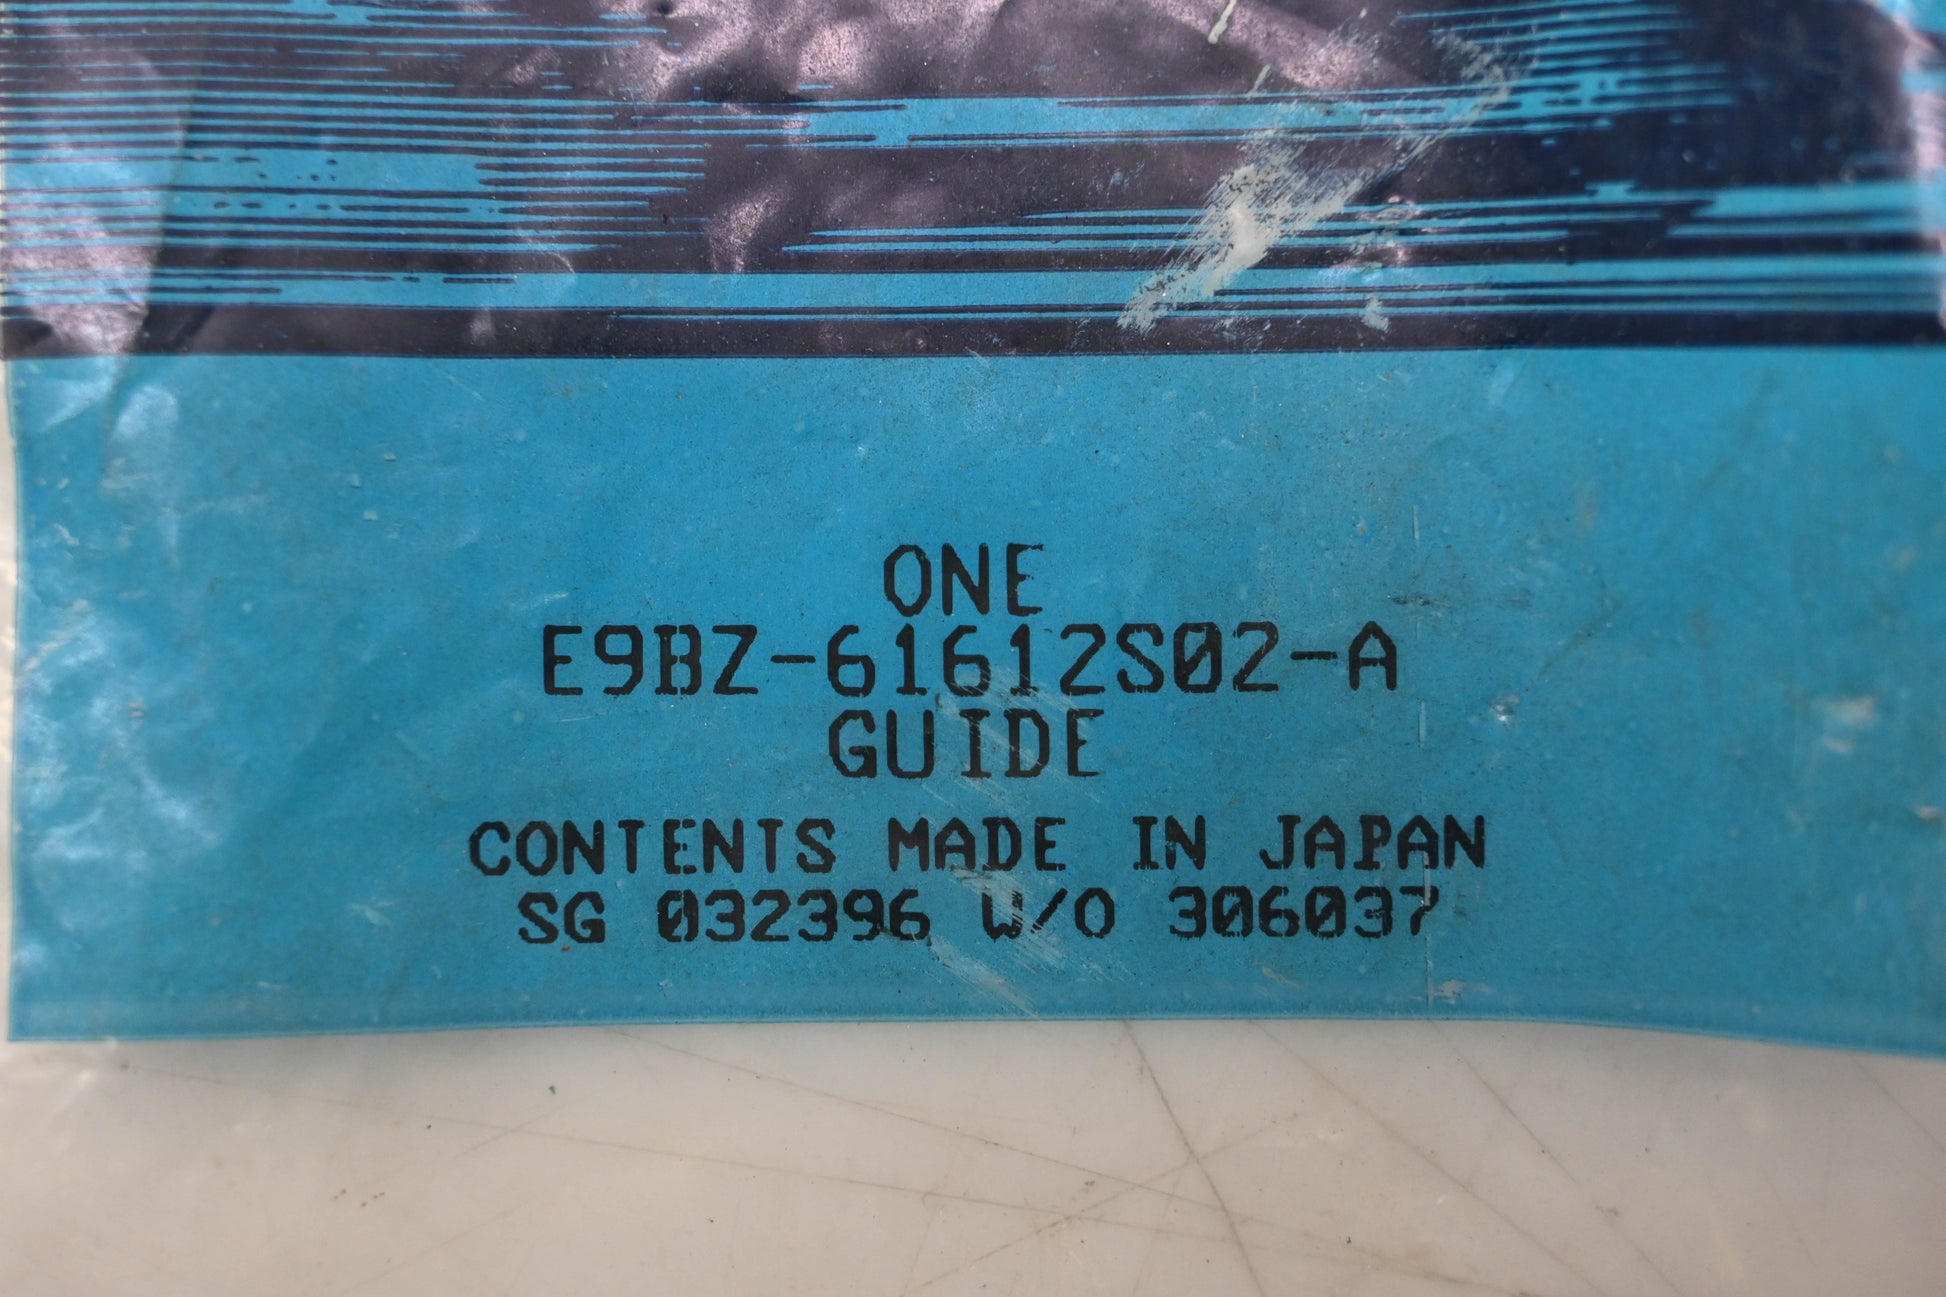 ONE
E9BZ-61612S02-A
GUIDE
CONTENTS MADE IN JAPAN
SG 032396 W/O 306037